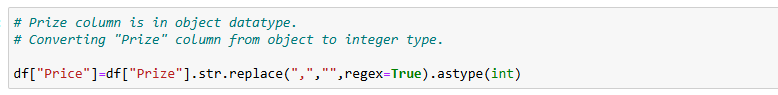 # Prize column is in object datatype.
# Converting "Prize" column from object to integer type.
df["Price"]=df["Prize"].str.replace(",","",regex=True).astype(int)